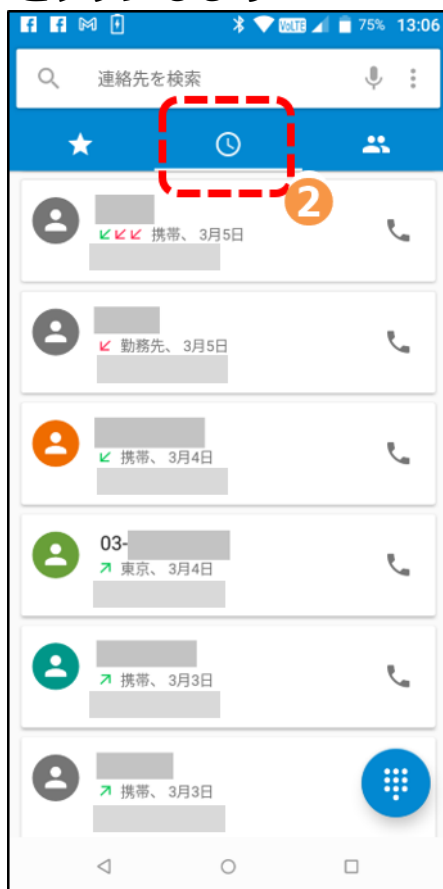 VoLTE 75% 13:06
連絡先を検索
2
携帯、 3月5日
勤務先、 3月5日
携帯、 3月4日
03-
東京、 3月4日
携帯、 3月3日
携帯、 3月3日